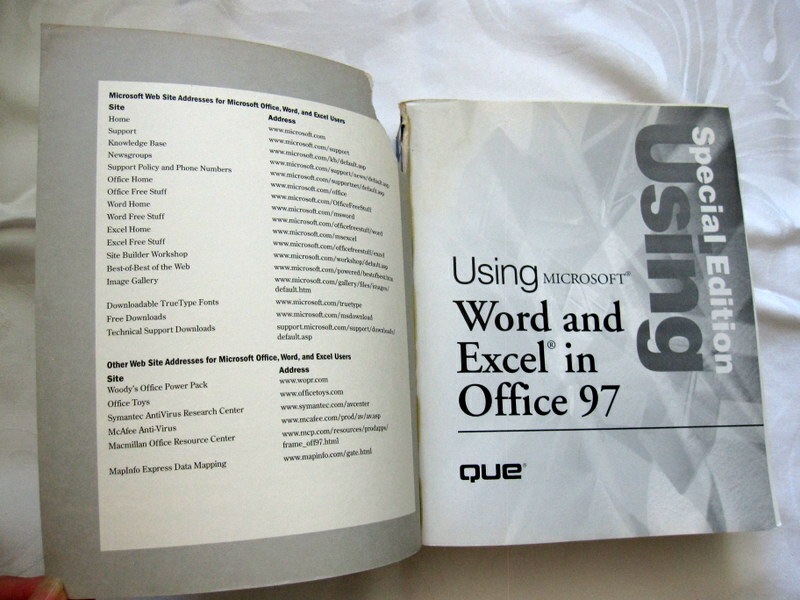 Microsoft Web Site Addresses for Microsoft Office, Word, and Excel Users
Site Address
Home www.microsoft.com
Support www.microsoft.com/support
Knowledge Base www.microsoft.com/kb/default.asp
Newsgroups www.microsoft.com/support/news/default.asp
Support Policy and Phone Numbers www.microsoft.com/supportnet/default.asp
Office Home www.microsoft.com/office
Office Free Stuff www.microsoft.com/OfficeFreeStuff
Word Home www.microsoft.com/msword
Word Free Stuff www.microsoft.com/officefreestuff/word
Excel Home www.microsoft.com/msexcel
Excel Free Stuff www.microsoft.com/officefreestuff/excel
Site Builder Workshop www.microsoft.com/workshop/default.asp
Best-of-Best of the Web www.microsoft.com/powered/bestofbest.htm
Image Gallery www.microsoft.com/gallery/files/images/
default.htm
Downloadable TrueType Fonts www.microsoft.com/truetype
Free Downloads www.microsoft.com/msdownload
Technical Support Downloads support.microsoft.com/support/downloads/
default.asp
Other Web Site Addresses for Microsoft Office, Word, and Excel Users
Site Address
Woody's Office Power Pack www.wopr.com
Office Toys www.officetoys.com
Symantec AntiVirus Research Center www.symantec.com/avcenter
McAfee Anti-Virus www.mcafee.com/prod/av/av.asp
Macmillan Office Resource Center www.mcp.com/resources/prodapps/
frame_off97.html
MapInfo Express Data Mapping www.mapinfo.com/gate.html
Special Edition
Using
Using MICROSOFT®
Word and
Excel® in
Office 97
QUE®